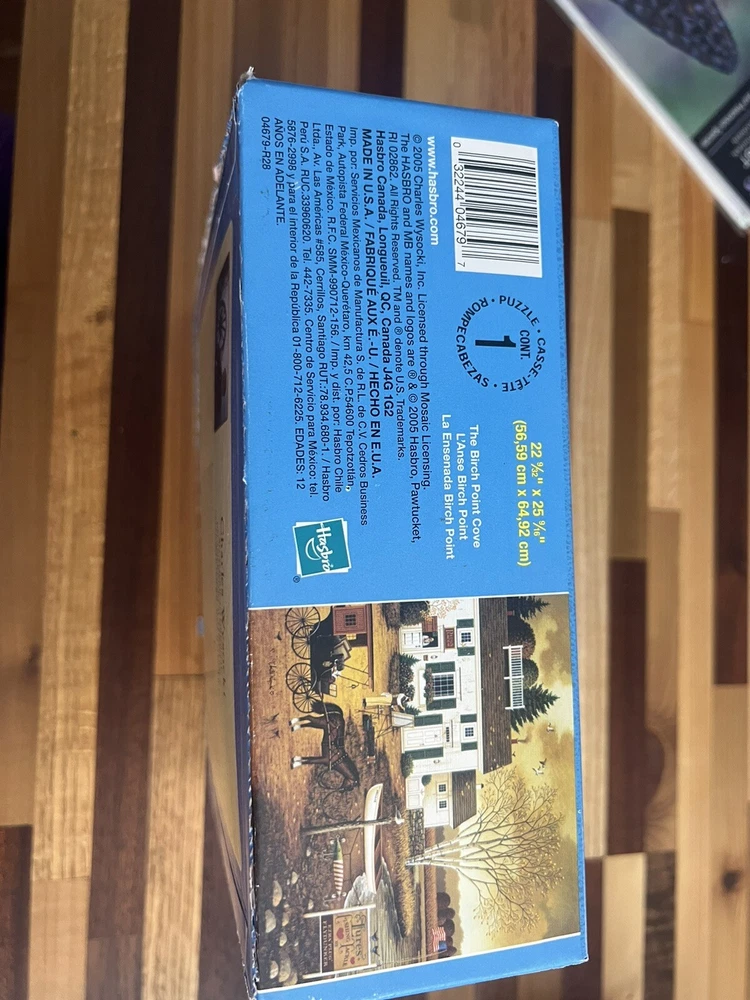 0 32244 04679 7
PUZZLE • CASSE-TÊTE • ROMPECABEZAS •
CONT.
1
22 9/32" x 25 9/16"
(56,59 cm x 64,92 cm)
The Birch Point Cove
L'Anse Birch Point
La Ensenada Birch Point
www.hasbro.com
© 2005 Charles Wysocki, Inc. Licensed through Mosaic Licensing.
The HASBRO and MB names and logos are ® & © 2005 Hasbro, Pawtucket,
RI 02862. All Rights Reserved. TM and ® denote U.S. Trademarks.
Hasbro Canada, Longueuil, QC, Canada J4G 1G2
MADE IN U.S.A. / FABRIQUÉ AUX É.-U. / HECHO EN E.U.A.
Imp. por: Servicios Mexicanos de Manufactura S. de R.L. de C.V. Cedros Business
Park, Autopista Federal México-Querétaro, km 42.5 C.P.54600 Tepotzotlán,
Estado de México. R.F.C. SMM-990712-156. / Imp. y dist. por: Hasbro Chile
Ltda., Av. Las Américas #585, Cerrillos, Santiago RUT.:78.934.680-1. / Hasbro
Perú S.A. RUC.33960620. Tel. 442-7335. Centro de Servicio para México: tel.
5876-2998 y para el interior de la República 01-800-712-6225. EDADES: 12
AÑOS EN ADELANTE.
04679-R28
Hasbro
®